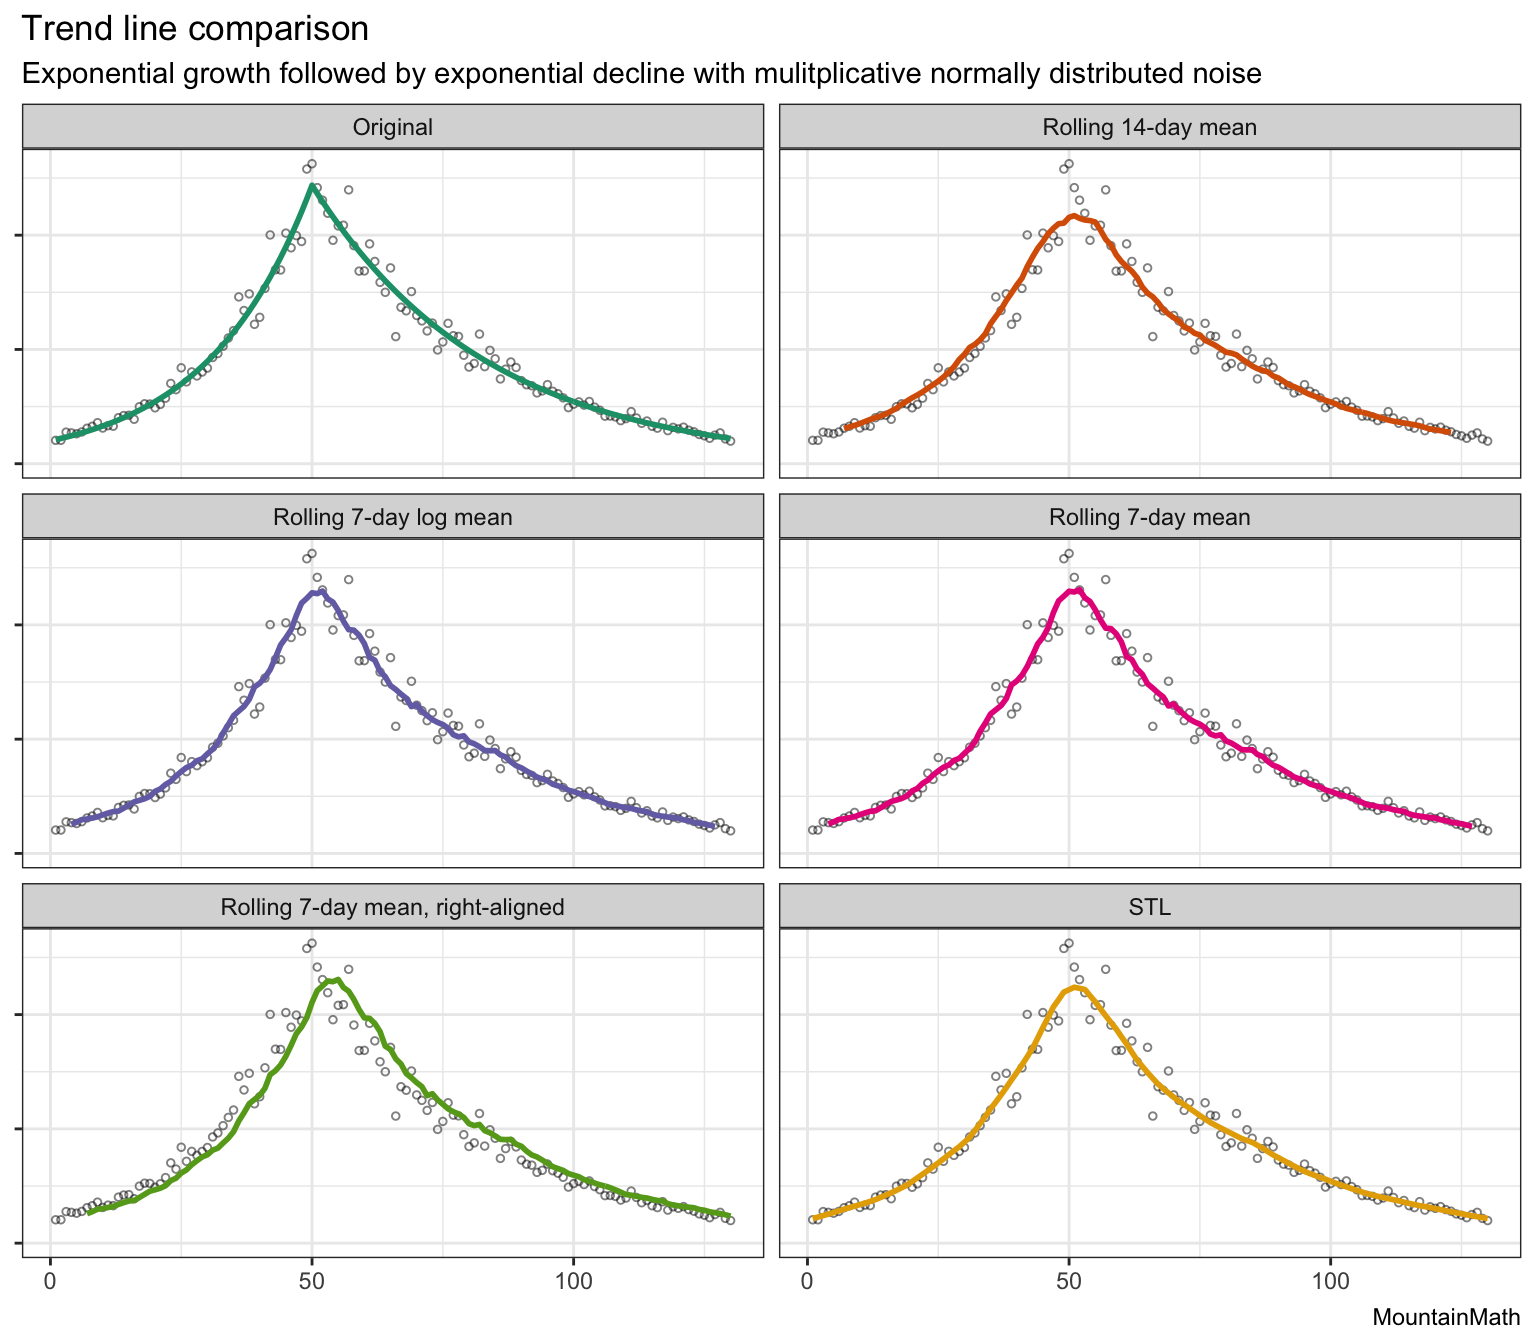 Trend line comparison
Exponential growth followed by exponential decline with mulitplicative normally distributed noise
Original
Rolling 14-day mean
Rolling 7-day log mean
Rolling 7-day mean
Rolling 7-day mean, right-aligned
STL
0 50 100 0 50 100
MountainMath